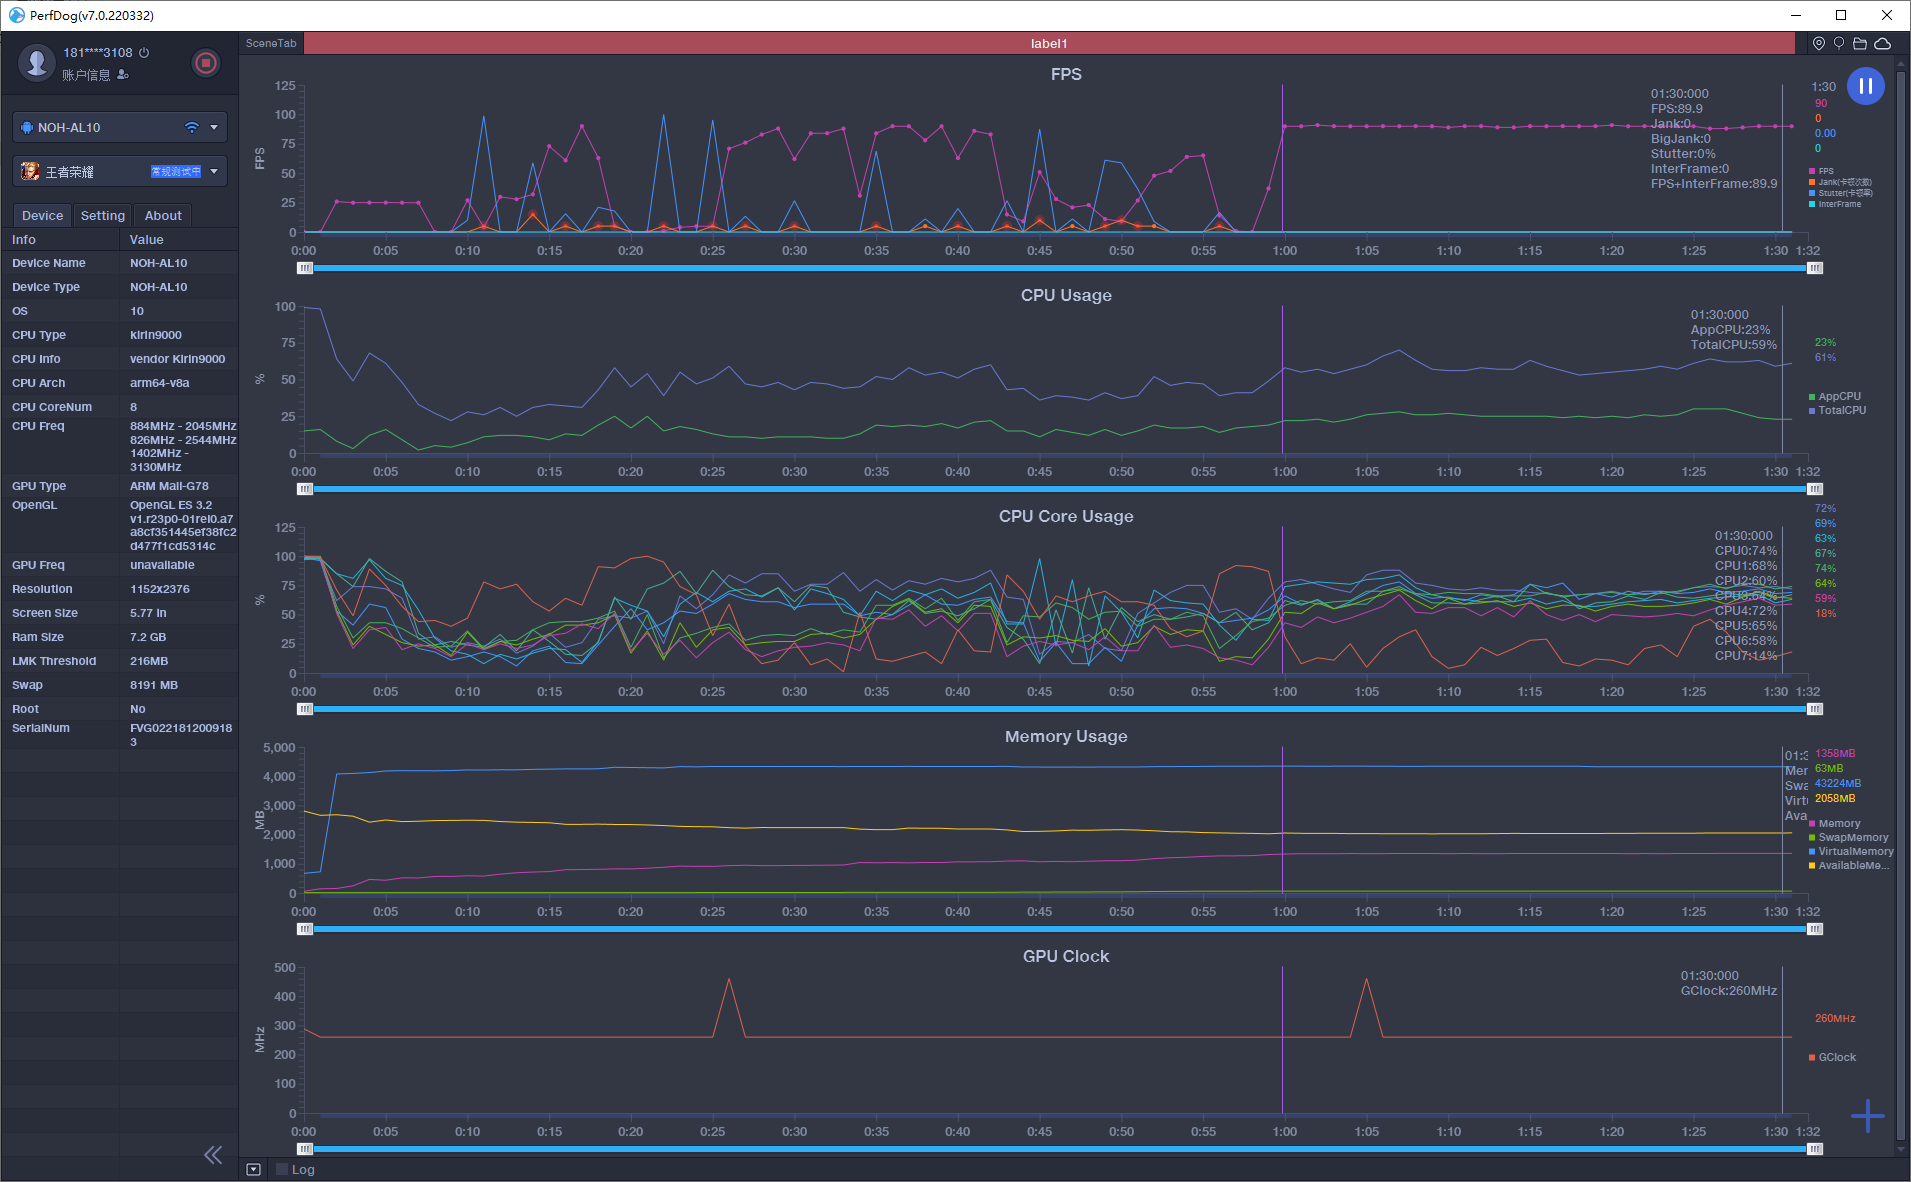 PerfDog(v7.0.220332)
181****3108
账户信息
NOH-AL10
王者荣耀
常规测试中
Device Setting About
Info Value
Device Name NOH-AL10
Device Type NOH-AL10
OS 10
CPU Type kirin9000
CPU Info vendor Kirin9000
CPU Arch arm64-v8a
CPU CoreNum 8
CPU Freq 884MHz - 2045MHz
826MHz - 2544MHz
1402MHz -
3130MHz
GPU Type ARM Mali-G78
OpenGL OpenGL ES 3.2
v1.r23p0-01rel0.a7
a8cf351445ef38fc2
d477f1cd5314c
GPU Freq unavailable
Resolution 1152x2376
Screen Size 5.77 in
Ram Size 7.2 GB
LMK Threshold 216MB
Swap 8191 MB
Root No
SerialNum FVG022181200918
3
SceneTab
label1
FPS
125
100
75
50
25
0
FPS
0:00 0:05 0:10 0:15 0:20 0:25 0:30 0:35 0:40 0:45 0:50 0:55 1:00 1:05 1:10 1:15 1:20 1:25 1:30 1:32
01:30:000
FPS:89.9
Jank:0
BigJank:0
Stutter:0%
InterFrame:0
FPS+InterFrame:89.9
1:30
90
0
0.00
0
FPS
Jank(卡顿次数)
Stutter(卡顿率)
InterFrame
CPU Usage
100
75
50
25
0
%
0:00 0:05 0:10 0:15 0:20 0:25 0:30 0:35 0:40 0:45 0:50 0:55 1:00 1:05 1:10 1:15 1:20 1:25 1:30 1:32
01:30:000
AppCPU:23%
TotalCPU:59%
23%
61%
AppCPU
TotalCPU
CPU Core Usage
125
100
75
50
25
0
%
0:00 0:05 0:10 0:15 0:20 0:25 0:30 0:35 0:40 0:45 0:50 0:55 1:00 1:05 1:10 1:15 1:20 1:25 1:30 1:32
01:30:000
CPU0:74%
CPU1:68%
CPU2:60%
CPU3:64%
CPU4:72%
CPU5:65%
CPU6:58%
CPU7:14%
72%
69%
63%
67%
74%
64%
59%
18%
Memory Usage
5,000
4,000
3,000
2,000
1,000
0
MB
0:00 0:05 0:10 0:15 0:20 0:25 0:30 0:35 0:40 0:45 0:50 0:55 1:00 1:05 1:10 1:15 1:20 1:25 1:30 1:32
01:3
Mer
Swa
Virt
Ava
1358MB
63MB
43224MB
2058MB
Memory
SwapMemory
VirtualMemory
AvailableMe...
GPU Clock
500
400
300
200
100
0
MHz
0:00 0:05 0:10 0:15 0:20 0:25 0:30 0:35 0:40 0:45 0:50 0:55 1:00 1:05 1:10 1:15 1:20 1:25 1:30 1:32
01:30:000
GClock:260MHz
260MHz
GClock
Log